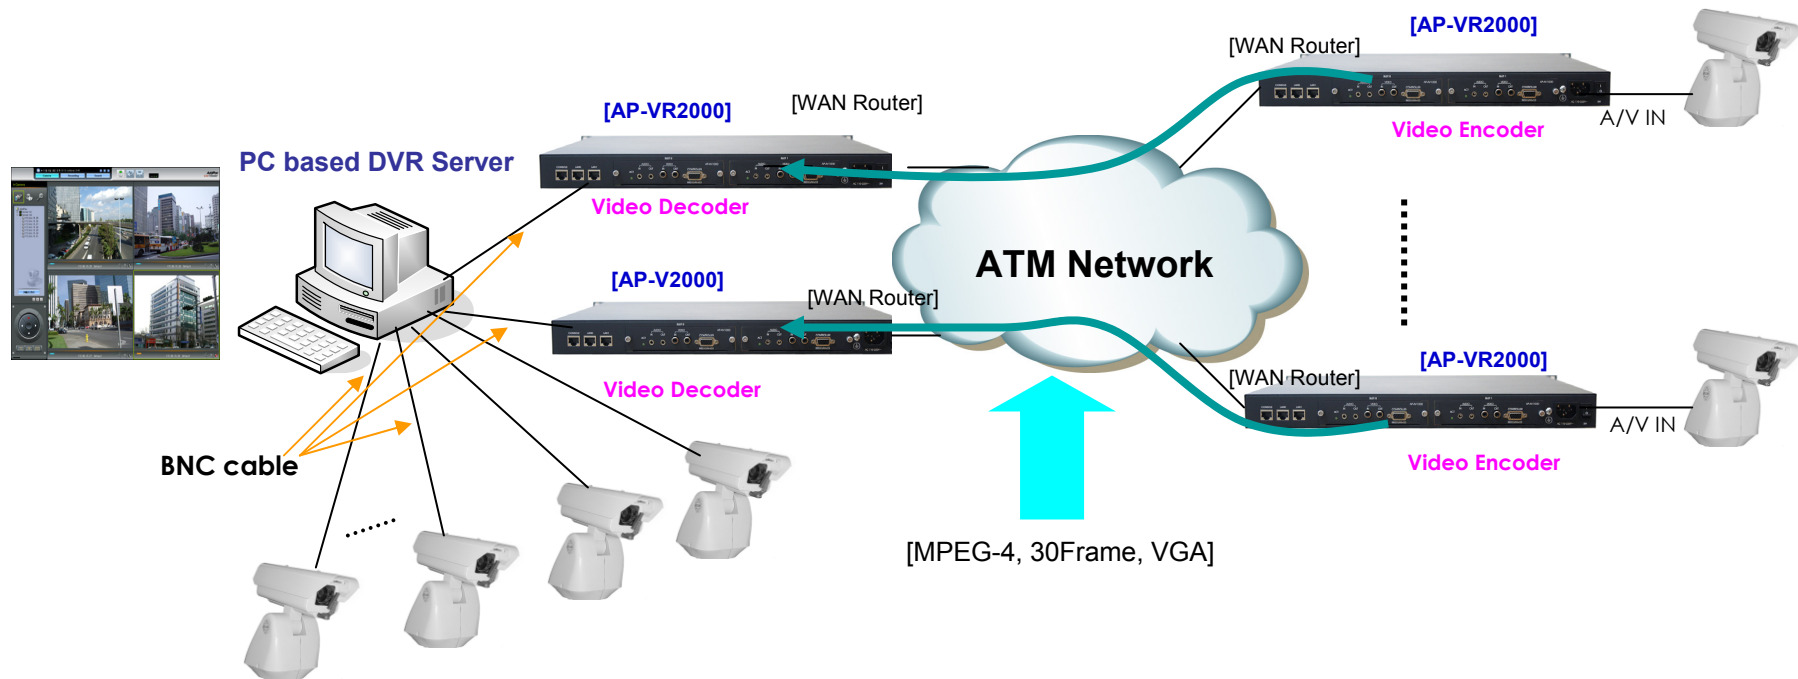 [AP-VR2000]
[WAN Router]
A/V IN
Video Encoder
[AP-VR2000]
[WAN Router]
PC based DVR Server
Video Decoder
ATM Network
[AP-V2000]
[WAN Router]
Video Decoder
[AP-VR2000]
[WAN Router]
A/V IN
Video Encoder
BNC cable
[MPEG-4, 30Frame, VGA]